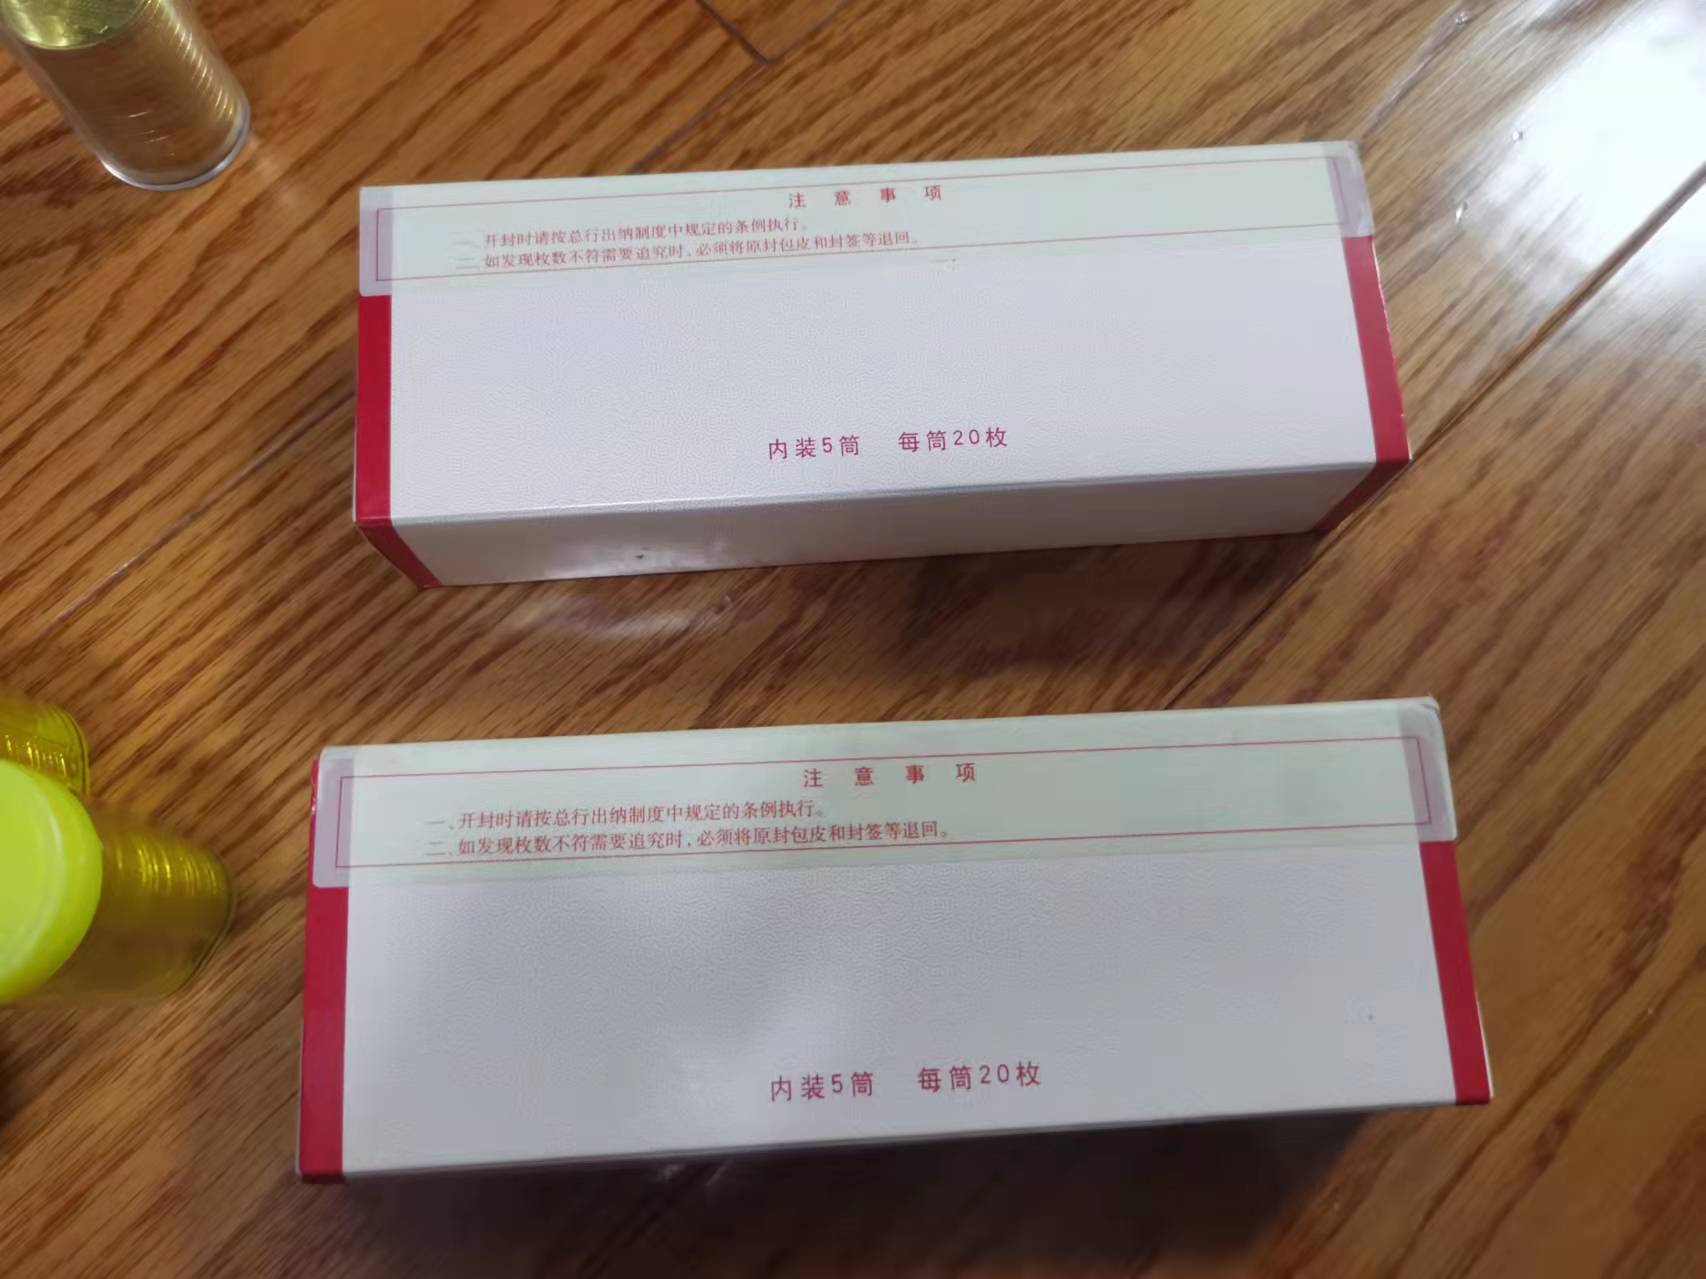 注意事项
一、开封时请按总行出纳制度中规定的条例执行。
二、如发现枚数不符需要追究时，必须将原封包皮和封签等退回。
内装5筒 每筒20枚
注意事项
一、开封时请按总行出纳制度中规定的条例执行。
二、如发现枚数不符需要追究时，必须将原封包皮和封签等退回。
内装5筒 每筒20枚